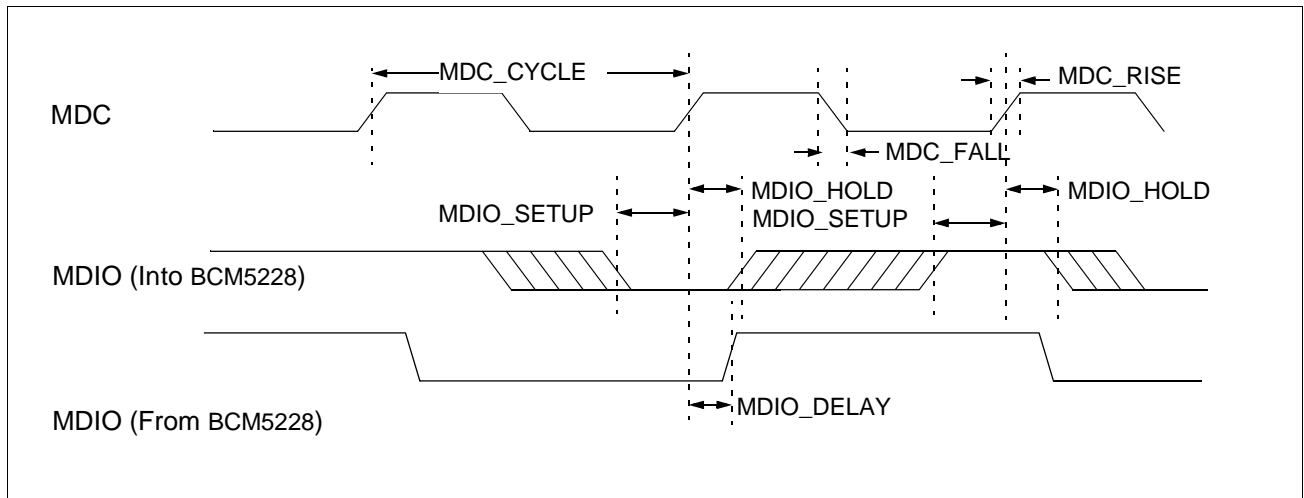 MDC_CYCLE
MDC_RISE
MDC
MDC_FALL
MDIO_HOLD
MDIO_HOLD
MDIO_SETUP
MDIO_SETUP
MDIO (Into BCM5228)
MDIO_DELAY
MDIO (From BCM5228)